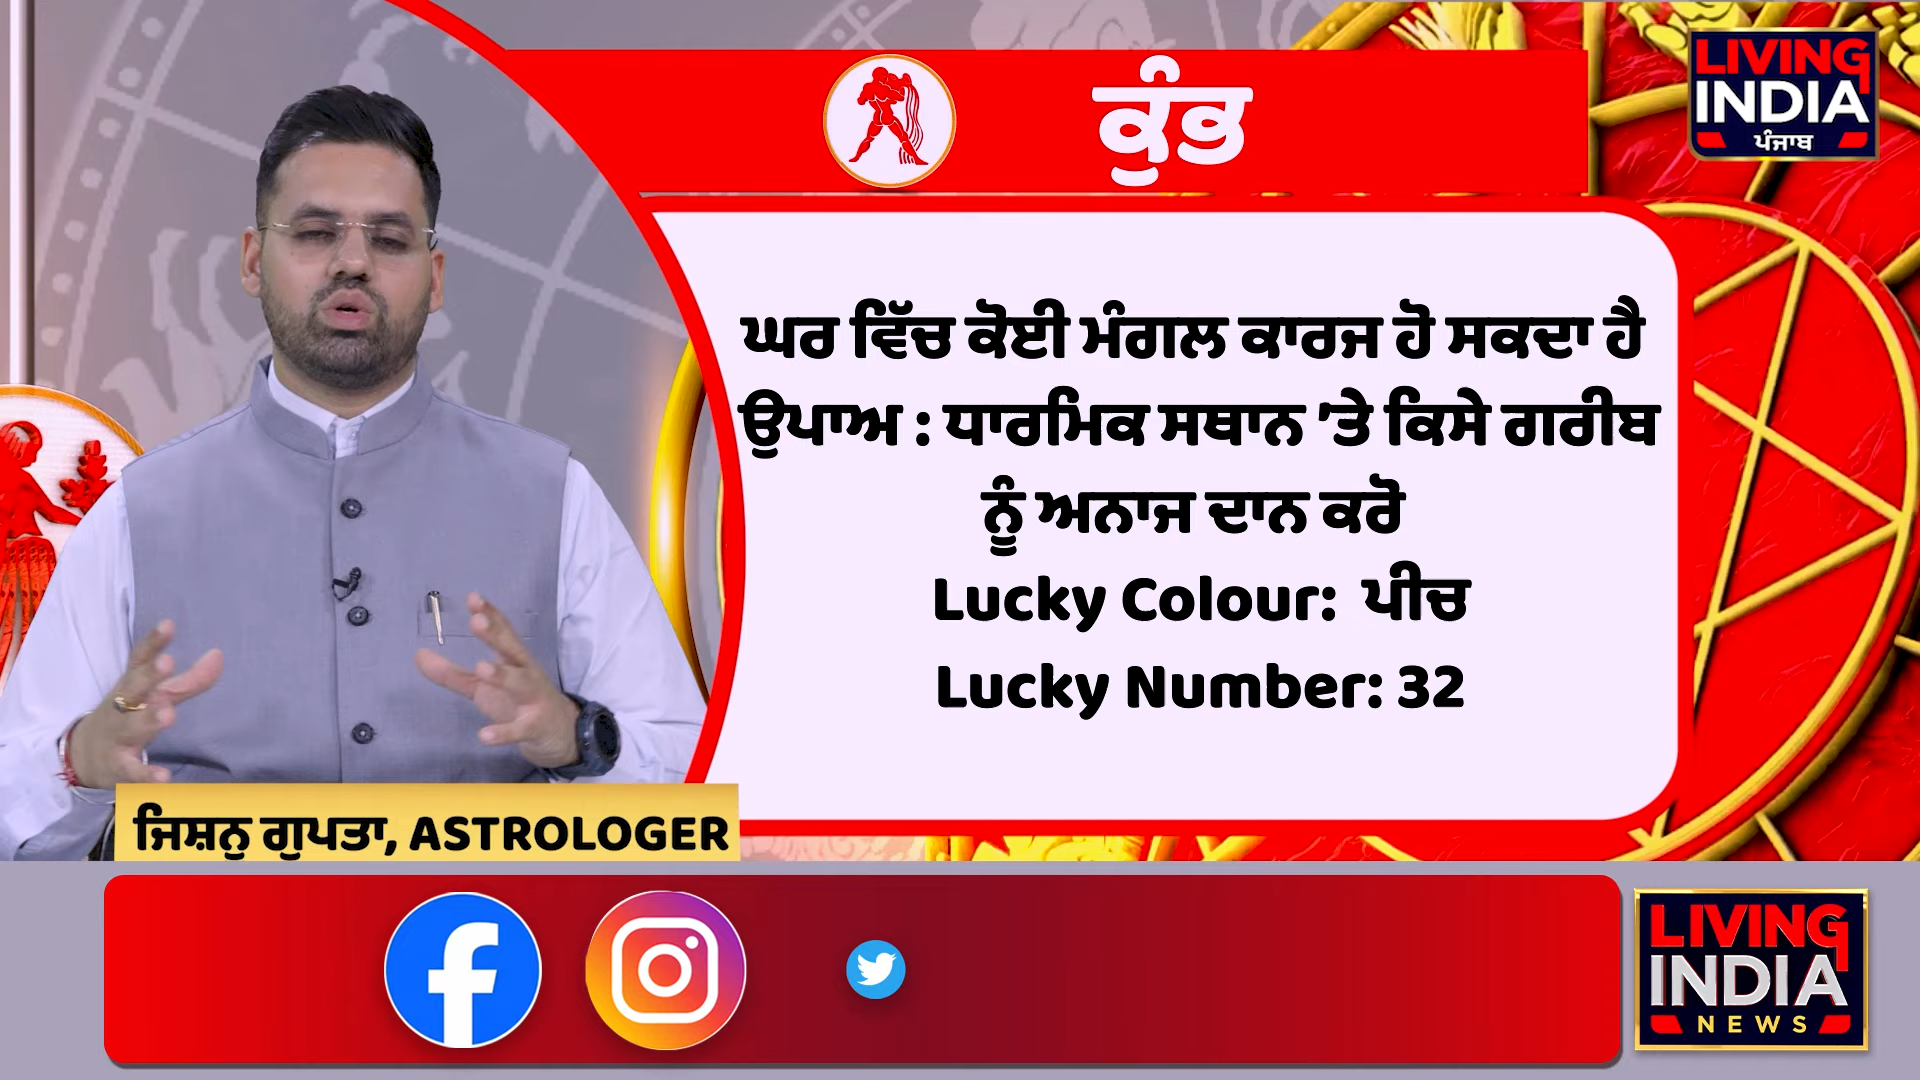 ਕੁੰਭ
LIVING
INDIA
ਪੰਜਾਬ
ਘਰ ਵਿੱਚ ਕੋਈ ਮੰਗਲ ਕਾਰਜ ਹੋ ਸਕਦਾ ਹੈ
ਉਪਾਅ : ਧਾਰਮਿਕ ਸਥਾਨ ’ਤੇ ਕਿਸੇ ਗਰੀਬ
ਨੂੰ ਅਨਾਜ ਦਾਨ ਕਰੋ
Lucky Colour: ਪੀਚ
Lucky Number: 32
ਜਿਸ਼ਨੁ ਗੁਪਤਾ, ASTROLOGER
LIVING
INDIA
NEWS